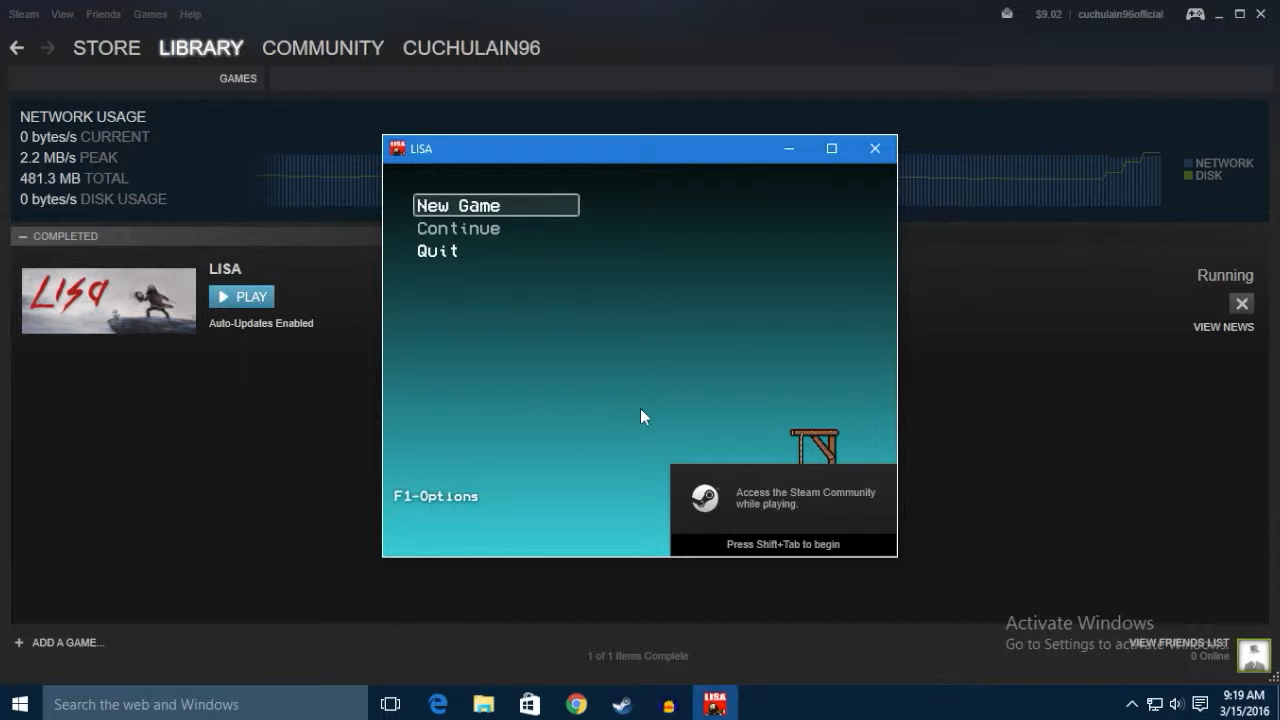 Steam View Friends Games Help
$9.02 cuchulain96official
STORE LIBRARY COMMUNITY CUCHULAIN96
GAMES
NETWORK USAGE
0 bytes/s CURRENT
2.2 MB/s PEAK
481.3 MB TOTAL
0 bytes/s DISK USAGE
NETWORK
DISK
COMPLETED
LISA
LISA
PLAY
Auto-Updates Enabled
Running
VIEW NEWS
LISA
New Game
Continue
Quit
F1-Options
Access the Steam Community
while playing.
Press Shift+Tab to begin
Activate Windows
Go to Settings to activate Windows.
+ ADD A GAME...
1 of 1 Items Complete
VIEW FRIENDS LIST
0 Online
Search the web and Windows
LISA
9:19 AM
3/15/2016